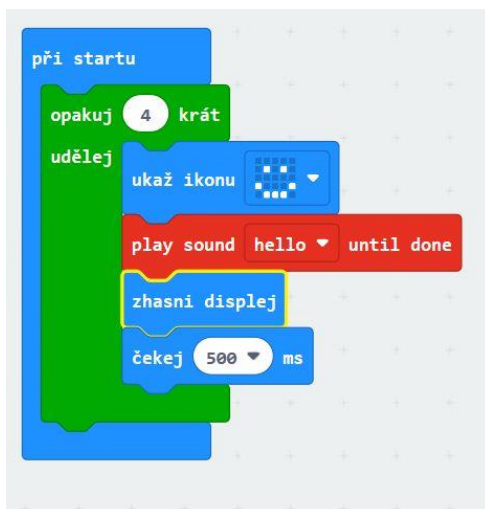 při startu
opakuj 4 krát
udělej
ukaž ikonu
play sound hello until done
zhasni displej
čekej 500 ms